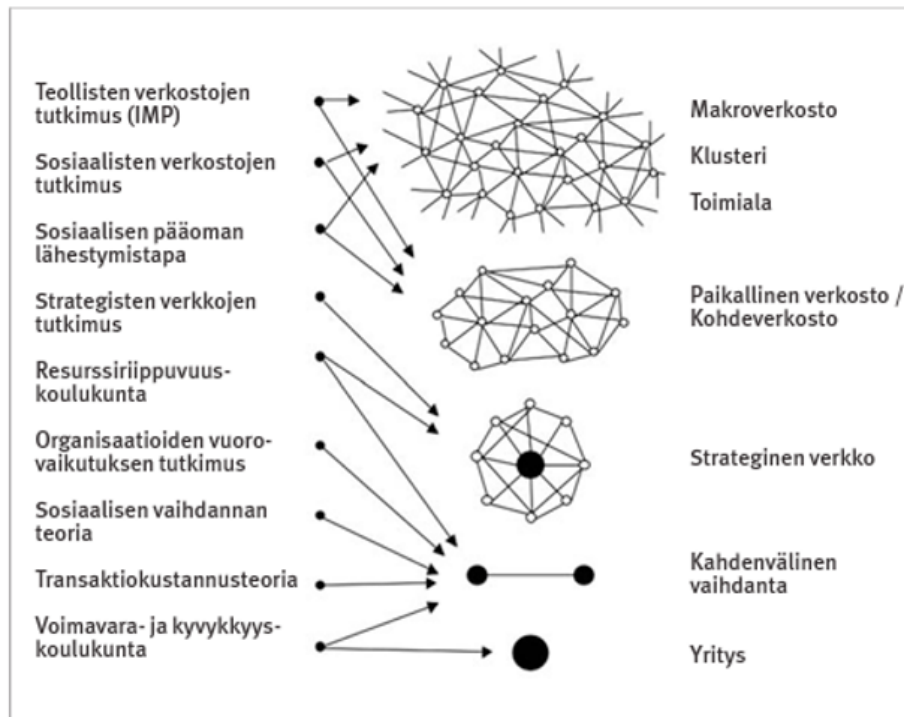 Teollisten verkostojen
tutkimus (IMP)
Sosiaalisten verkostojen
tutkimus
Sosiaalisen pääoman
lähestymistapa
Strategisten verkkojen
tutkimus
Resurssiriippuvuus-
koulukunta
Organisaatioiden vuoro-
vaikutuksen tutkimus
Sosiaalisen vaihdannan
teoria
Transaktiokustannusteoria
Voimavara- ja kyvykkyys-
koulukunta
Makroverkosto
Klusteri
Toimiala
Paikallinen verkosto /
Kohdeverkosto
Strateginen verkko
Kahdenvälinen
vaihdanta
Yritys